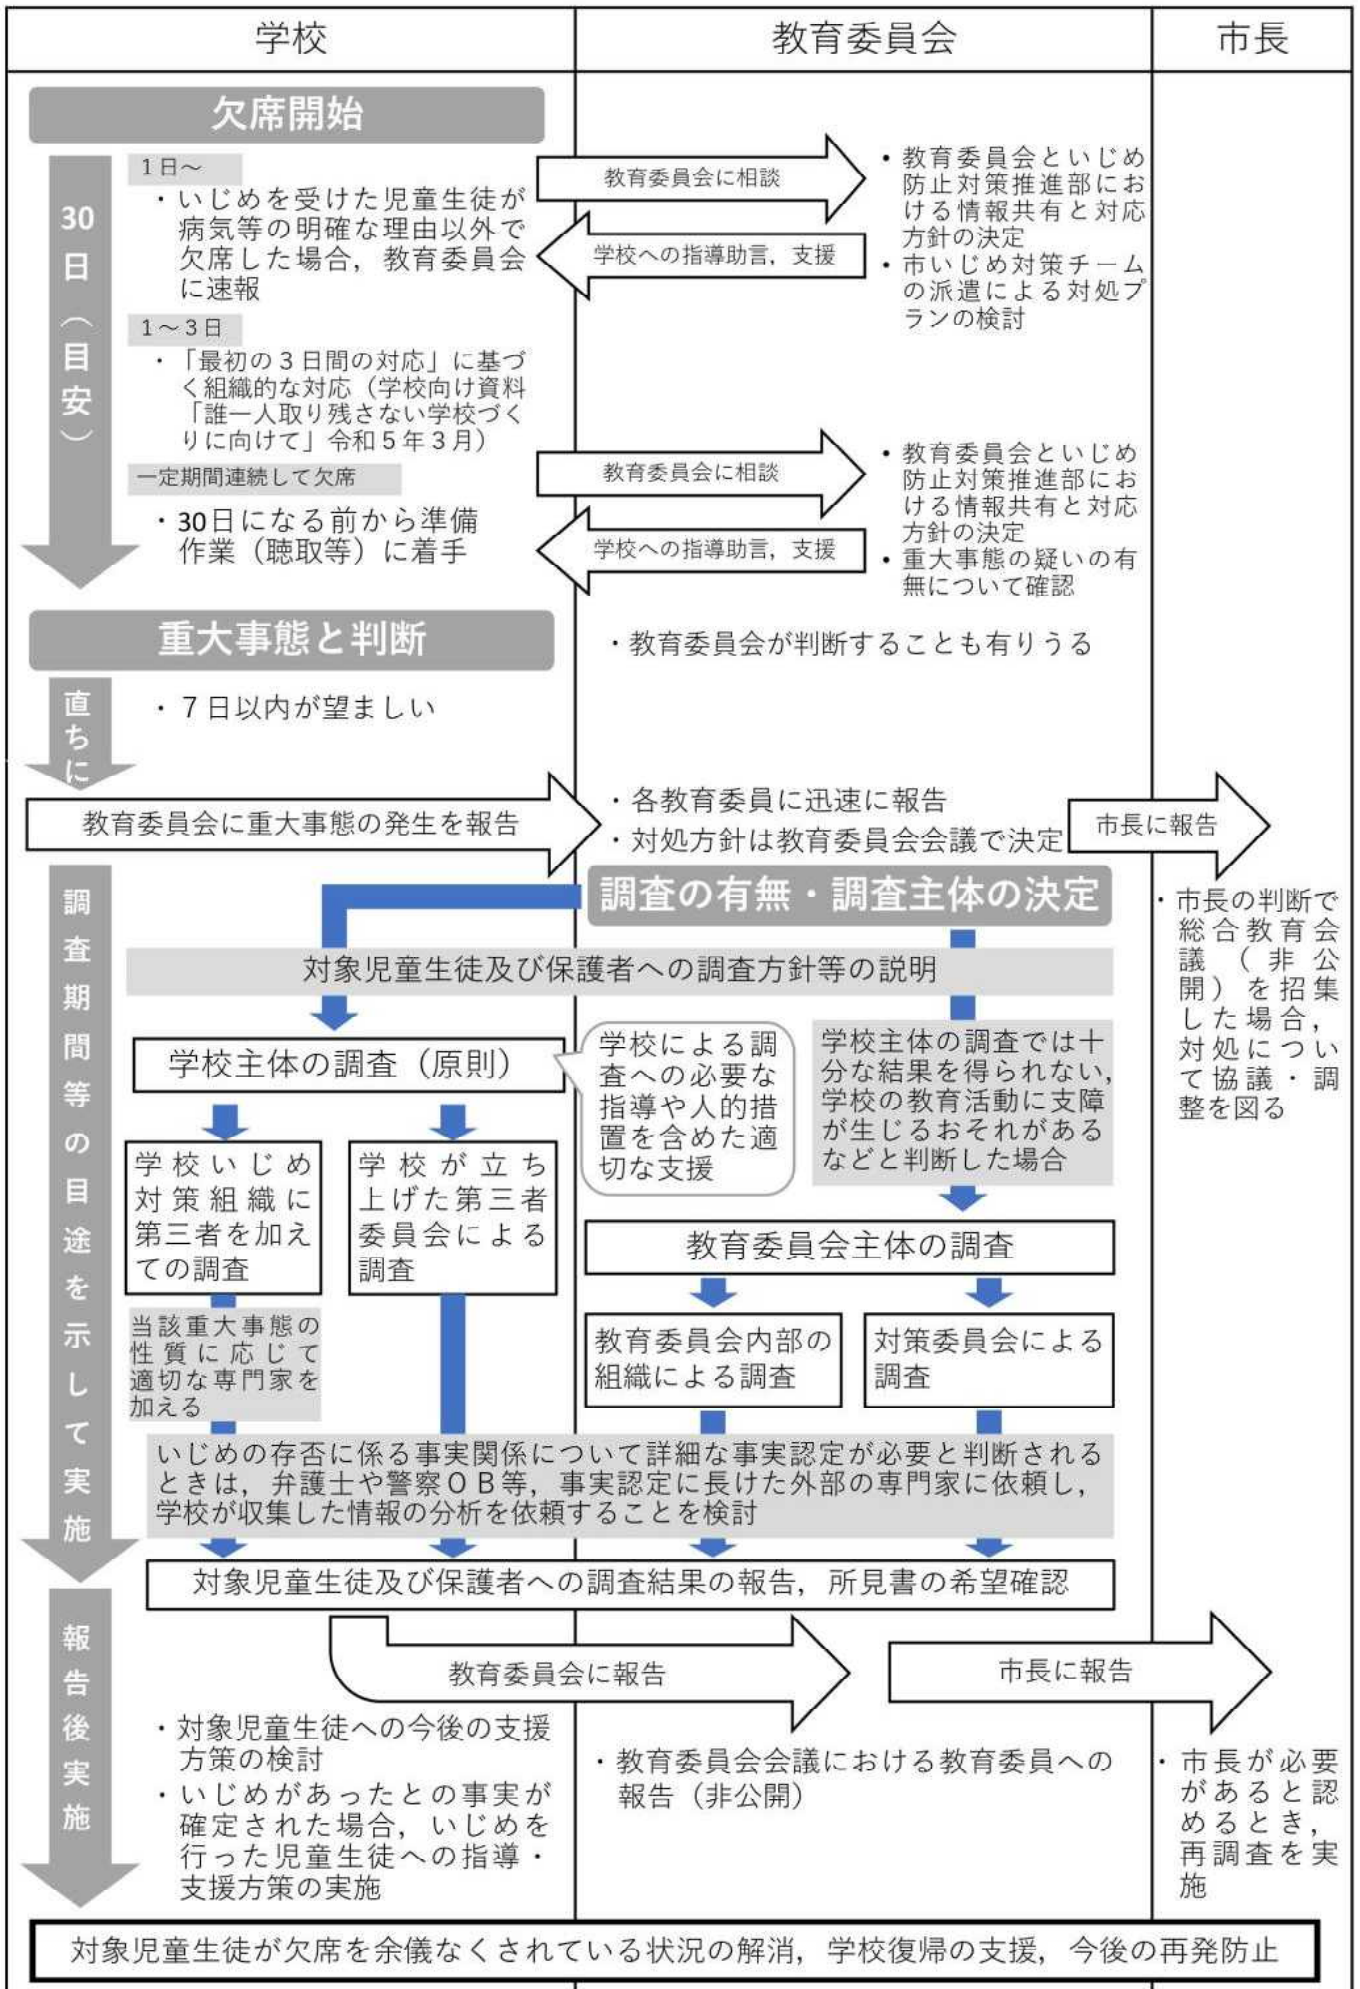 学校
教育委員会
市長
欠席開始
30日（目安）
１日～
・いじめを受けた児童生徒が
病気等の明確な理由以外で
欠席した場合，教育委員会
に速報
教育委員会に相談
学校への指導助言，支援
• 教育委員会といじめ
防止対策推進部にお
ける情報共有と対応
方針の決定
• 市いじめ対策チーム
の派遣による対処プ
ランの検討
１～３日
・「最初の３日間の対応」に基づ
く組織的な対応（学校向け資料
「誰一人取り残さない学校づく
りに向けて」令和５年３月）
一定期間連続して欠席
・30日になる前から準備
作業（聴取等）に着手
教育委員会に相談
学校への指導助言，支援
• 教育委員会といじめ
防止対策推進部にお
ける情報共有と対応
方針の決定
• 重大事態の疑いの有
無について確認
重大事態と判断
・教育委員会が判断することも有りうる
直ちに
・７日以内が望ましい
教育委員会に重大事態の発生を報告
・各教育委員に迅速に報告
・対処方針は教育委員会会議で決定
市長に報告
調査期間等の目途を示して実施
調査の有無・調査主体の決定
・市長の判断で
総合教育会
議（非公
開）を招集
した場合，
対処につい
て協議・調
整を図る
対象児童生徒及び保護者への調査方針等の説明
学校主体の調査（原則）
学校による調
査への必要な
指導や人的措
置を含めた適
切な支援
学校主体の調査では十
分な結果を得られない，
学校の教育活動に支障
が生じるおそれがある
などと判断した場合
学校いじめ
対策組織に
第三者を加え
ての調査
学校が立ち
上げた第三者
委員会による
調査
教育委員会主体の調査
当該重大事態の
性質に応じて
適切な専門家を
加える
教育委員会内部の
組織による調査
対策委員会による
調査
いじめの存否に係る事実関係について詳細な事実認定が必要と判断される
ときは，弁護士や警察ＯＢ等，事実認定に長けた外部の専門家に依頼し，
学校が収集した情報の分析を依頼することを検討
対象児童生徒及び保護者への調査結果の報告，所見書の希望確認
報告後実施
教育委員会に報告
市長に報告
・対象児童生徒への今後の支援
方策の検討
・いじめがあったとの事実が
確定された場合，いじめを
行った児童生徒への指導・
支援方策の実施
・教育委員会会議における教育委員への
報告（非公開）
・市長が必要
があると認
めるとき，
再調査を実
施
対象児童生徒が欠席を余儀なくされている状況の解消，学校復帰の支援，今後の再発防止